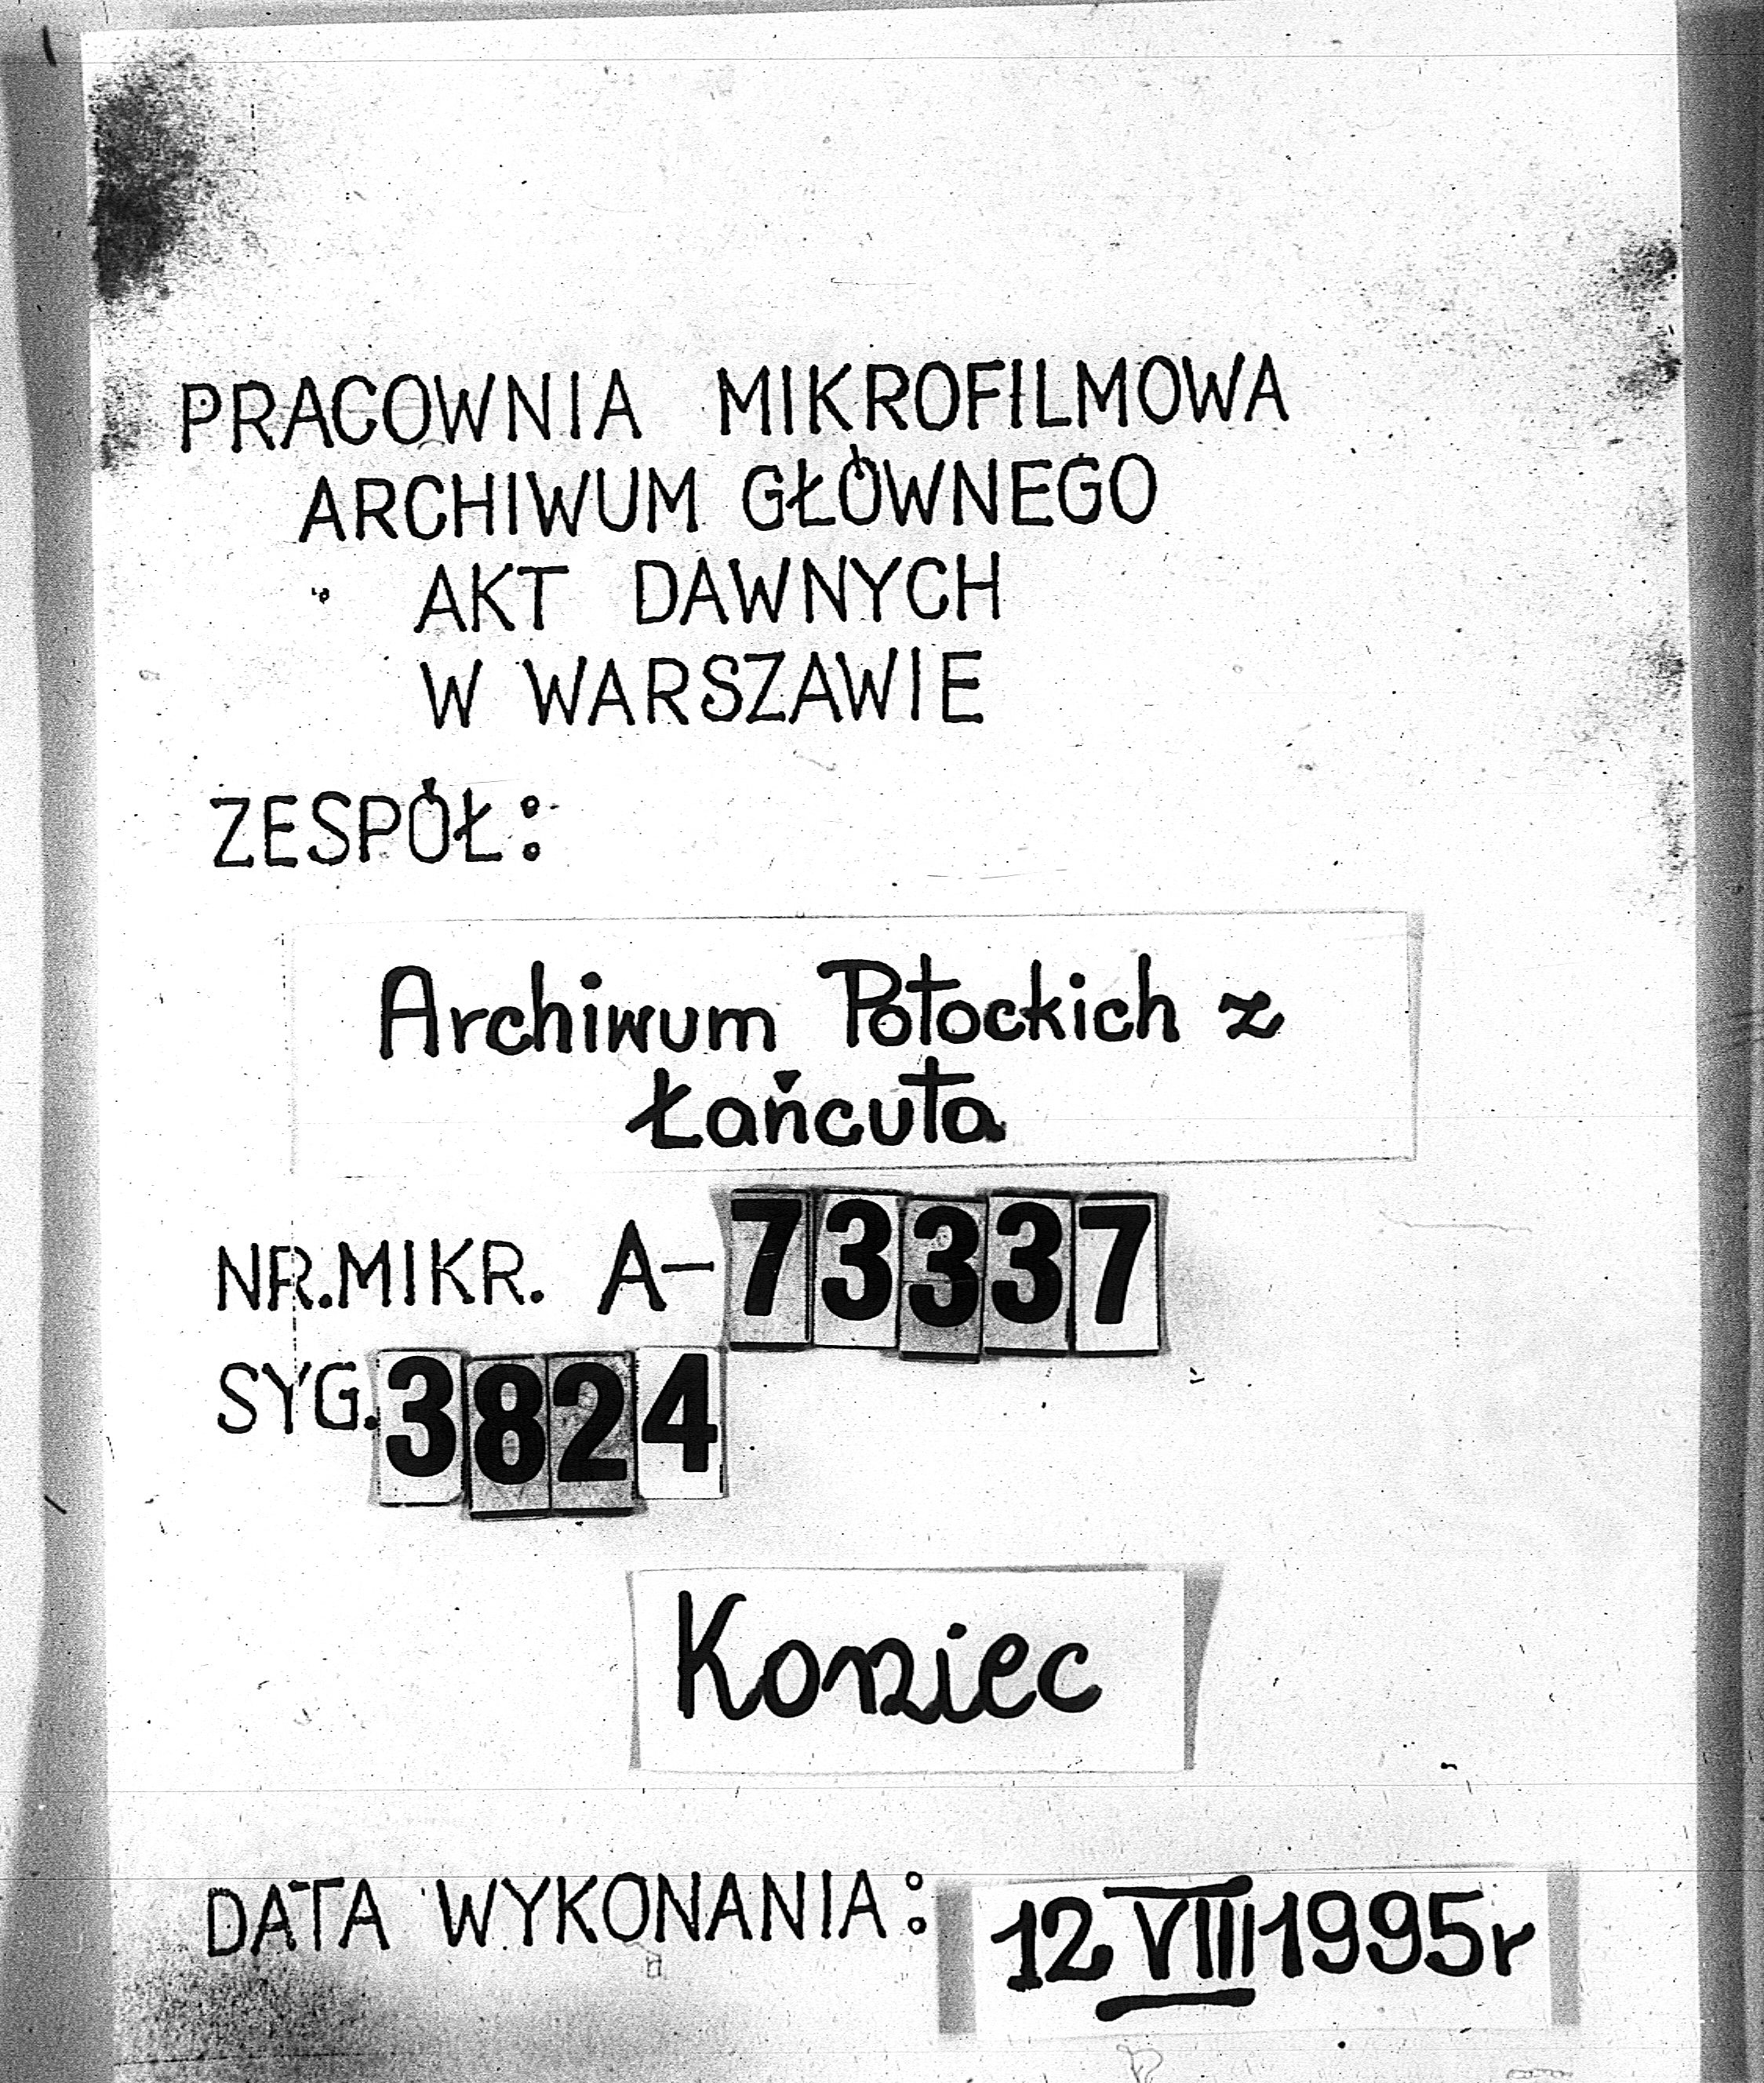 PRACOWNIA MIKROFILMOWA
ARCHIWUM GŁÓWNEGO
AKT DAWNYCH
W WARSZAWIE
ZESPÓŁ:
Archiwum Potockich z
Łańcuta
NR.MIKR. A-73337
SYG. 3824
Koniec
DATA WYKONANIA: 12 VIII 1995r